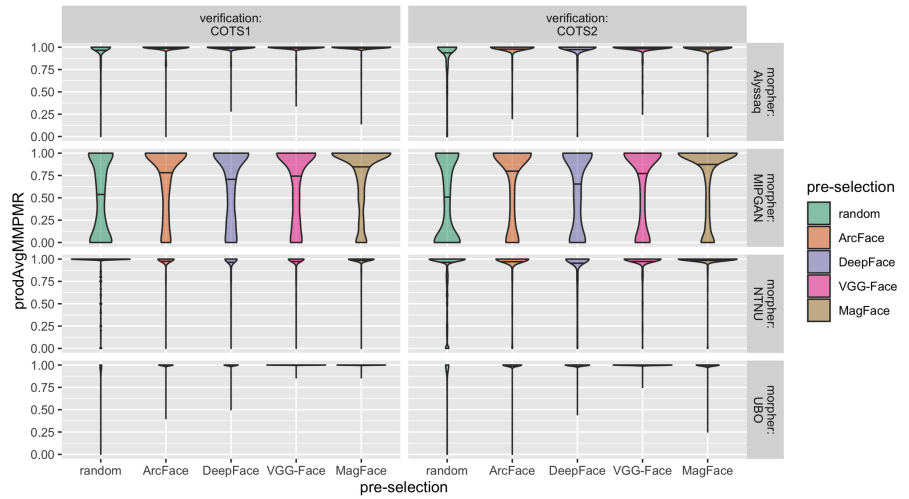 verification:
COTS1
verification:
COTS2
prodAvgMMPMR
1.00
0.75
0.50
0.25
0.00
morpher:
Alyssaq
1.00
0.75
0.50
0.25
0.00
morpher:
MIPGAN
1.00
0.75
0.50
0.25
0.00
morpher:
NTNU
1.00
0.75
0.50
0.25
0.00
morpher:
UBO
random ArcFace DeepFace VGG-Face MagFace random ArcFace DeepFace VGG-Face MagFace
pre-selection
pre-selection
random
ArcFace
DeepFace
VGG-Face
MagFace